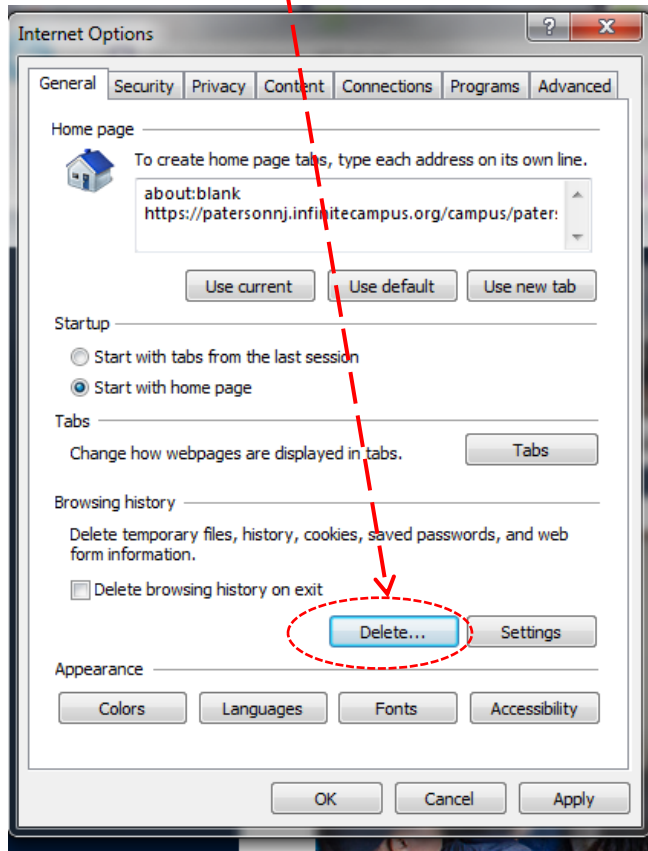 Internet Options
? X
General Security Privacy Content Connections Programs Advanced
Home page
To create home page tabs, type each address on its own line.
about:blank
https://patersonnj.infinitecampus.org/campus/paters
Use current Use default Use new tab
Startup
Start with tabs from the last session
Start with home page
Tabs
Change how webpages are displayed in tabs.
Tabs
Browsing history
Delete temporary files, history, cookies, saved passwords, and web
form information.
Delete browsing history on exit
Delete... Settings
Appearance
Colors Languages Fonts Accessibility
OK Cancel Apply